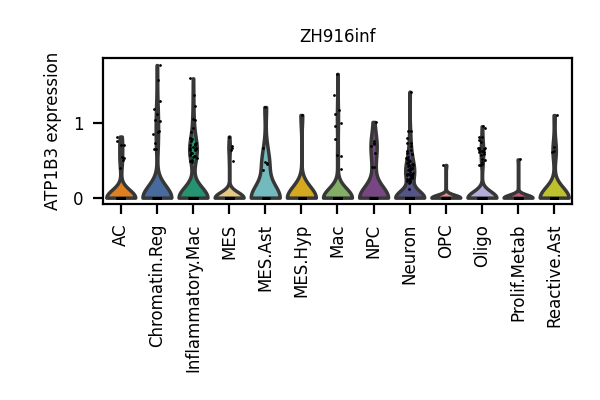 ZH916inf
ATP1B3 expression
1
0
AC
Chromatin.Reg
Inflammatory.Mac
MES
MES.Ast
MES.Hyp
Mac
NPC
Neuron
OPC
Oligo
Prolif.Metab
Reactive.Ast